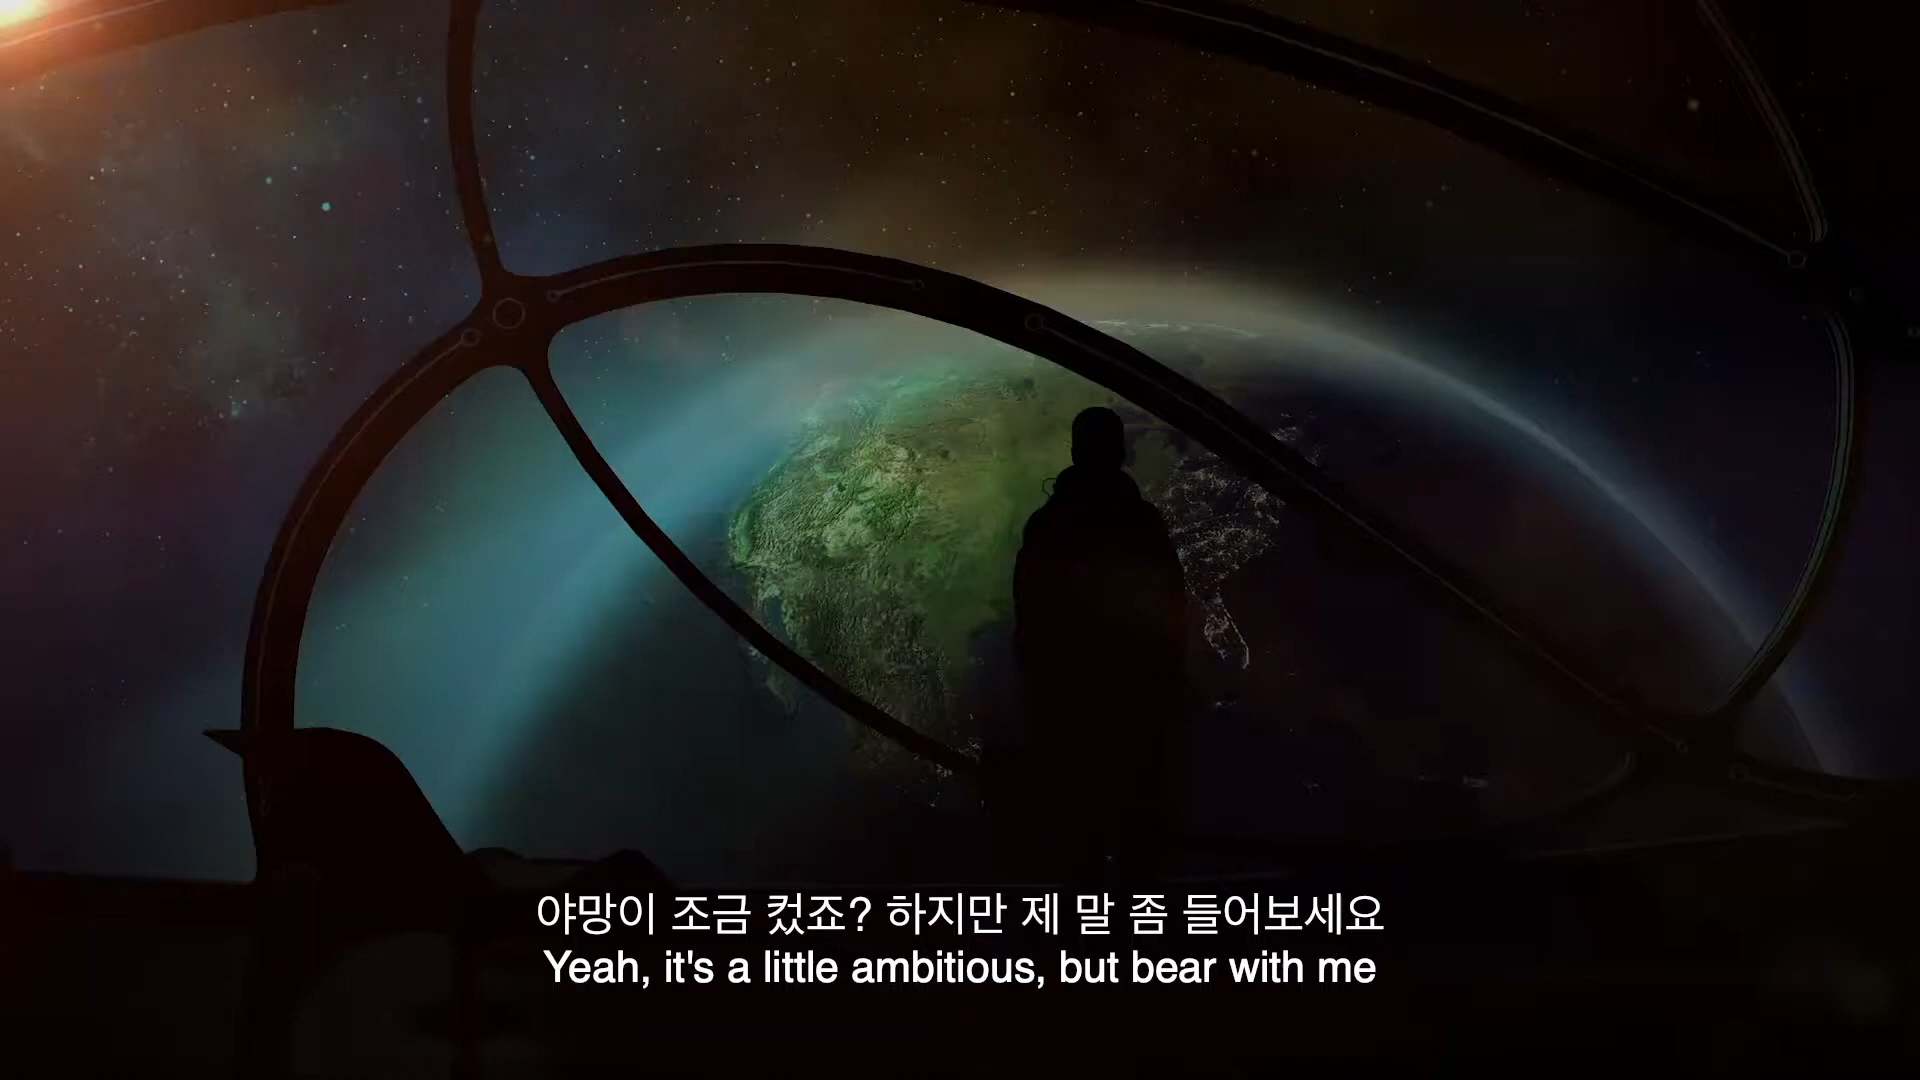 야망이 조금 컸죠? 하지만 제 말 좀 들어보세요
Yeah, it's a little ambitious, but bear with me